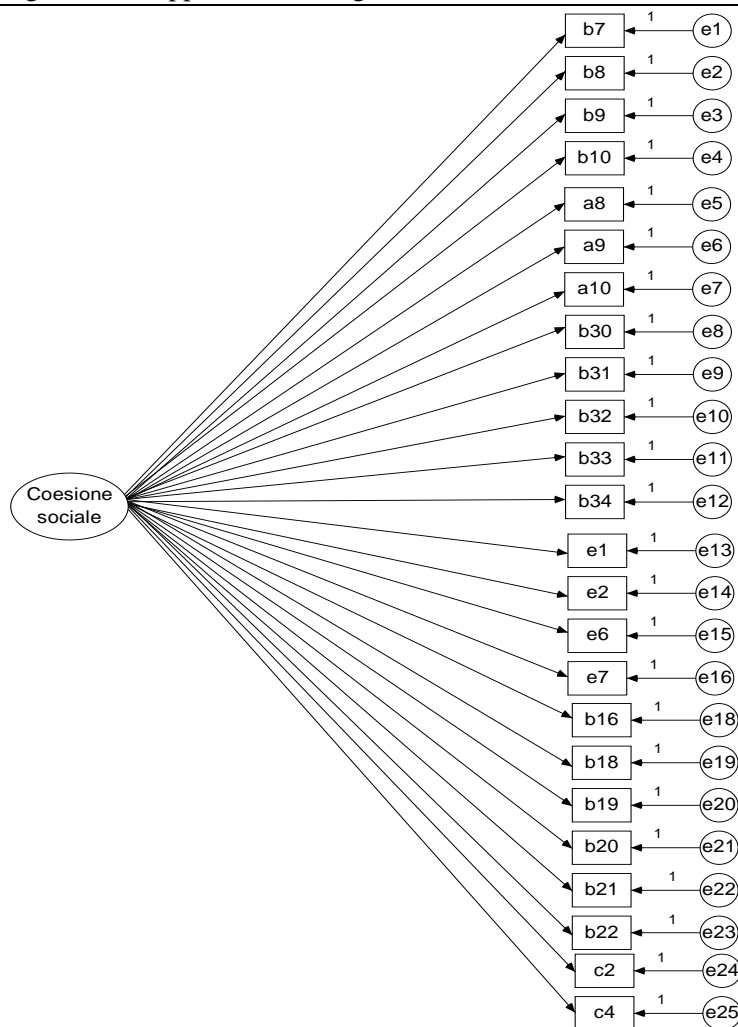 b7 1 e1
b8 1 e2
b9 1 e3
b10 1 e4
a8 1 e5
a9 1 e6
a10 1 e7
b30 1 e8
b31 1 e9
b32 1 e10
b33 1 e11
b34 1 e12
Coesione
sociale
e1 1 e13
e2 1 e14
e6 1 e15
e7 1 e16
b16 1 e18
b18 1 e19
b19 1 e20
b20 1 e21
b21 1 e22
b22 1 e23
c2 1 e24
c4 1 e25